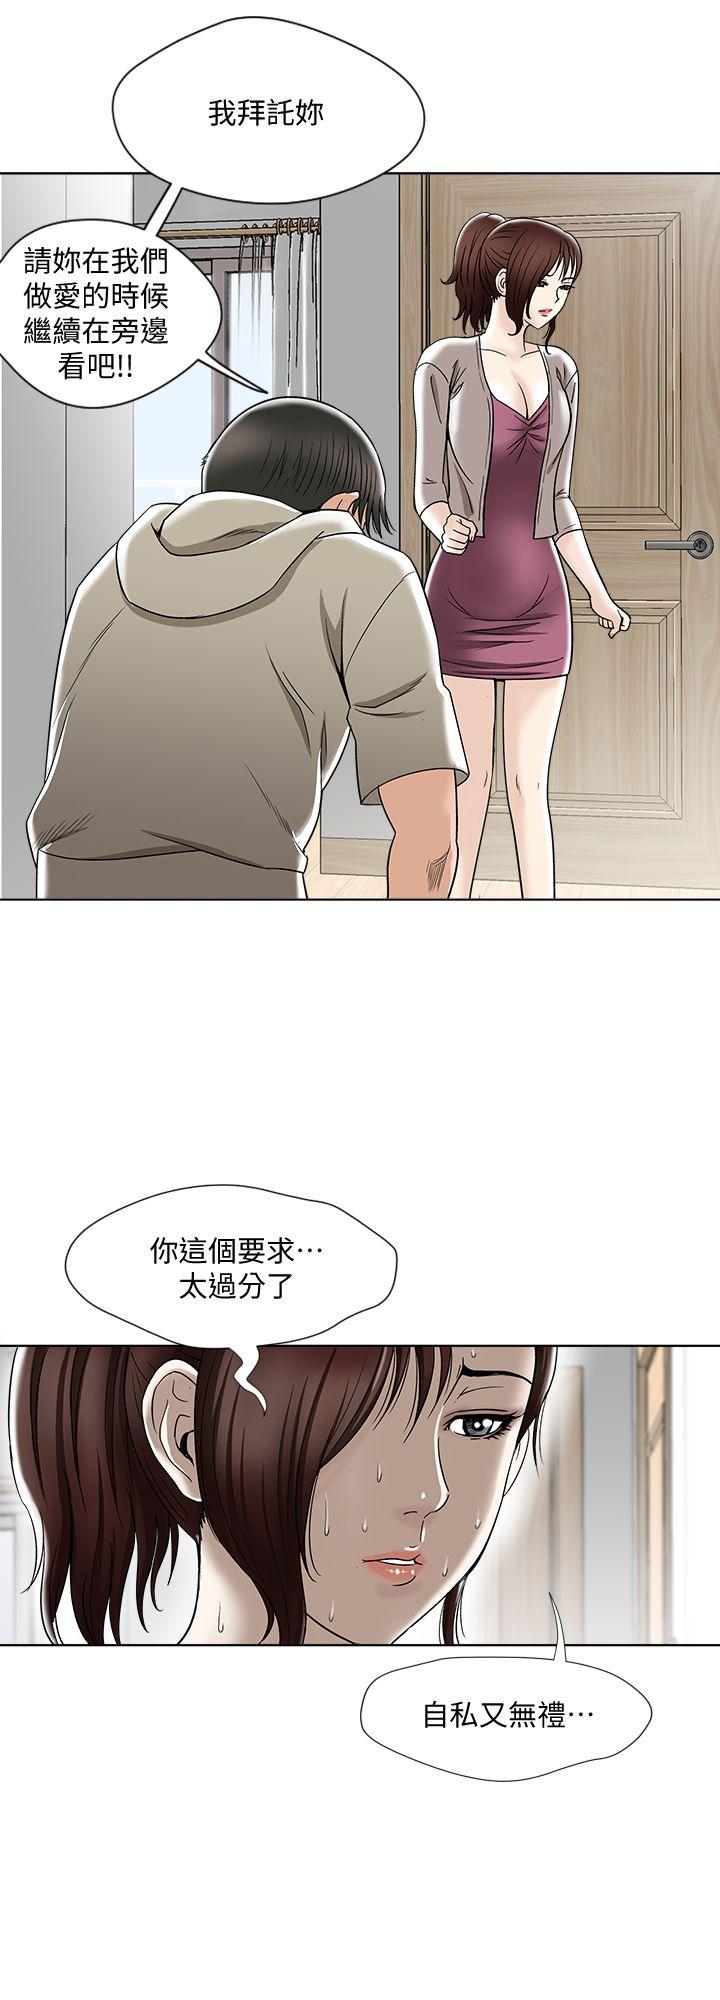 我拜託妳
請妳在我們
做愛的時候
繼續在旁邊
看吧!!
你這個要求⋯
太過分了
自私又無禮⋯